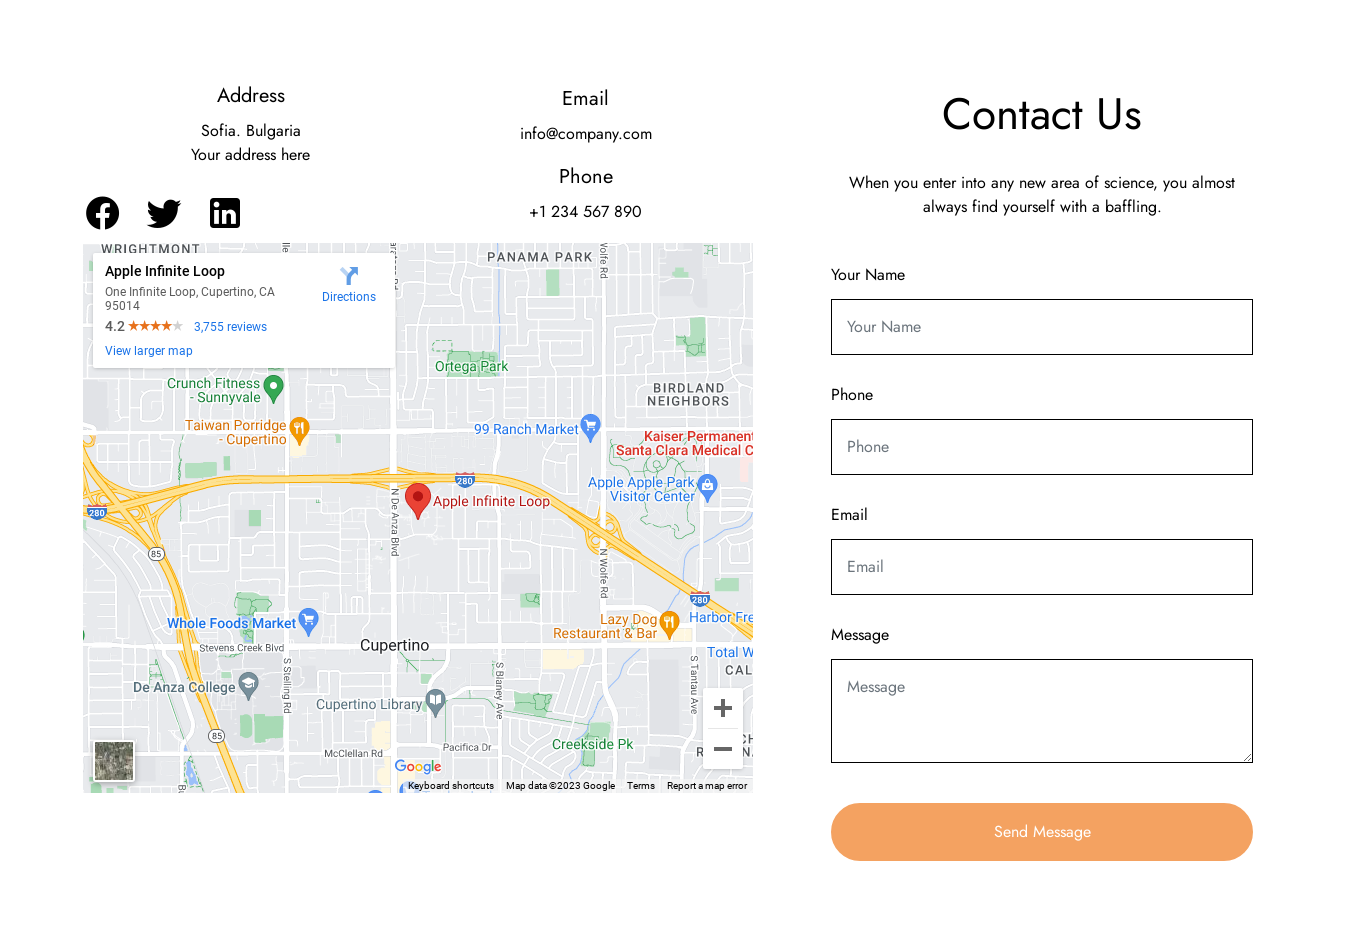 Address
Sofia. Bulgaria
Your address here
Email
info@company.com
Phone
+1 234 567 890
WRIGHTMONT
Apple Infinite Loop
One Infinite Loop, Cupertino, CA
95014
4.2
3,755 reviews
Directions
View larger map
PANAMA PARK
Wolfe Rd
Ortega Park
BIRDLAND
NEIGHBORS
Crunch Fitness
- Sunnyvale
Taiwan Porridge
- Cupertino
99 Ranch Market
Kaiser Permanent
Santa Clara Medical C
280
Apple Apple Park
Visitor Center
Apple Infinite Loop
N De Anza Blvd
280
85
N Wolfe Rd
280
Whole Foods Market
Lazy Dog
Restaurant & Bar
Harbor Fre
Stevens Creek Blvd
Cupertino
Total W
CAL
S Stelling Rd
S Blaney Ave
S Tantau Ave
De Anza College
Cupertino Library
85
McClellan Rd
Pacifica Dr
Creekside Pk
Google
Keyboard shortcuts
Map data ©2023 Google
Terms
Report a map error
Contact Us
When you enter into any new area of science, you almost
always find yourself with a baffling.
Your Name
Your Name
Phone
Phone
Email
Email
Message
Message
Send Message